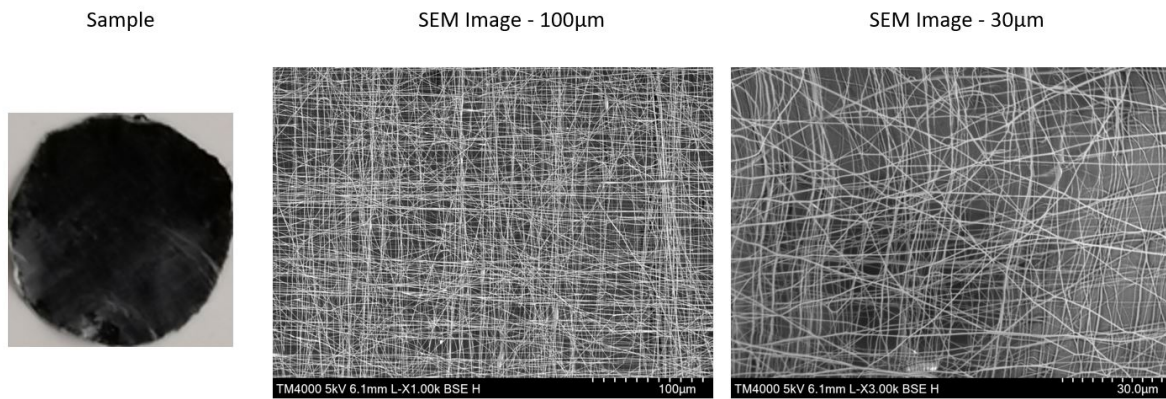 Sample
SEM Image - 100μm
SEM Image - 30μm
TM4000 5kV 6.1mm L-X1.00k BSE H
100μm
TM4000 5kV 6.1mm L-X3.00k BSE H
30.0μm